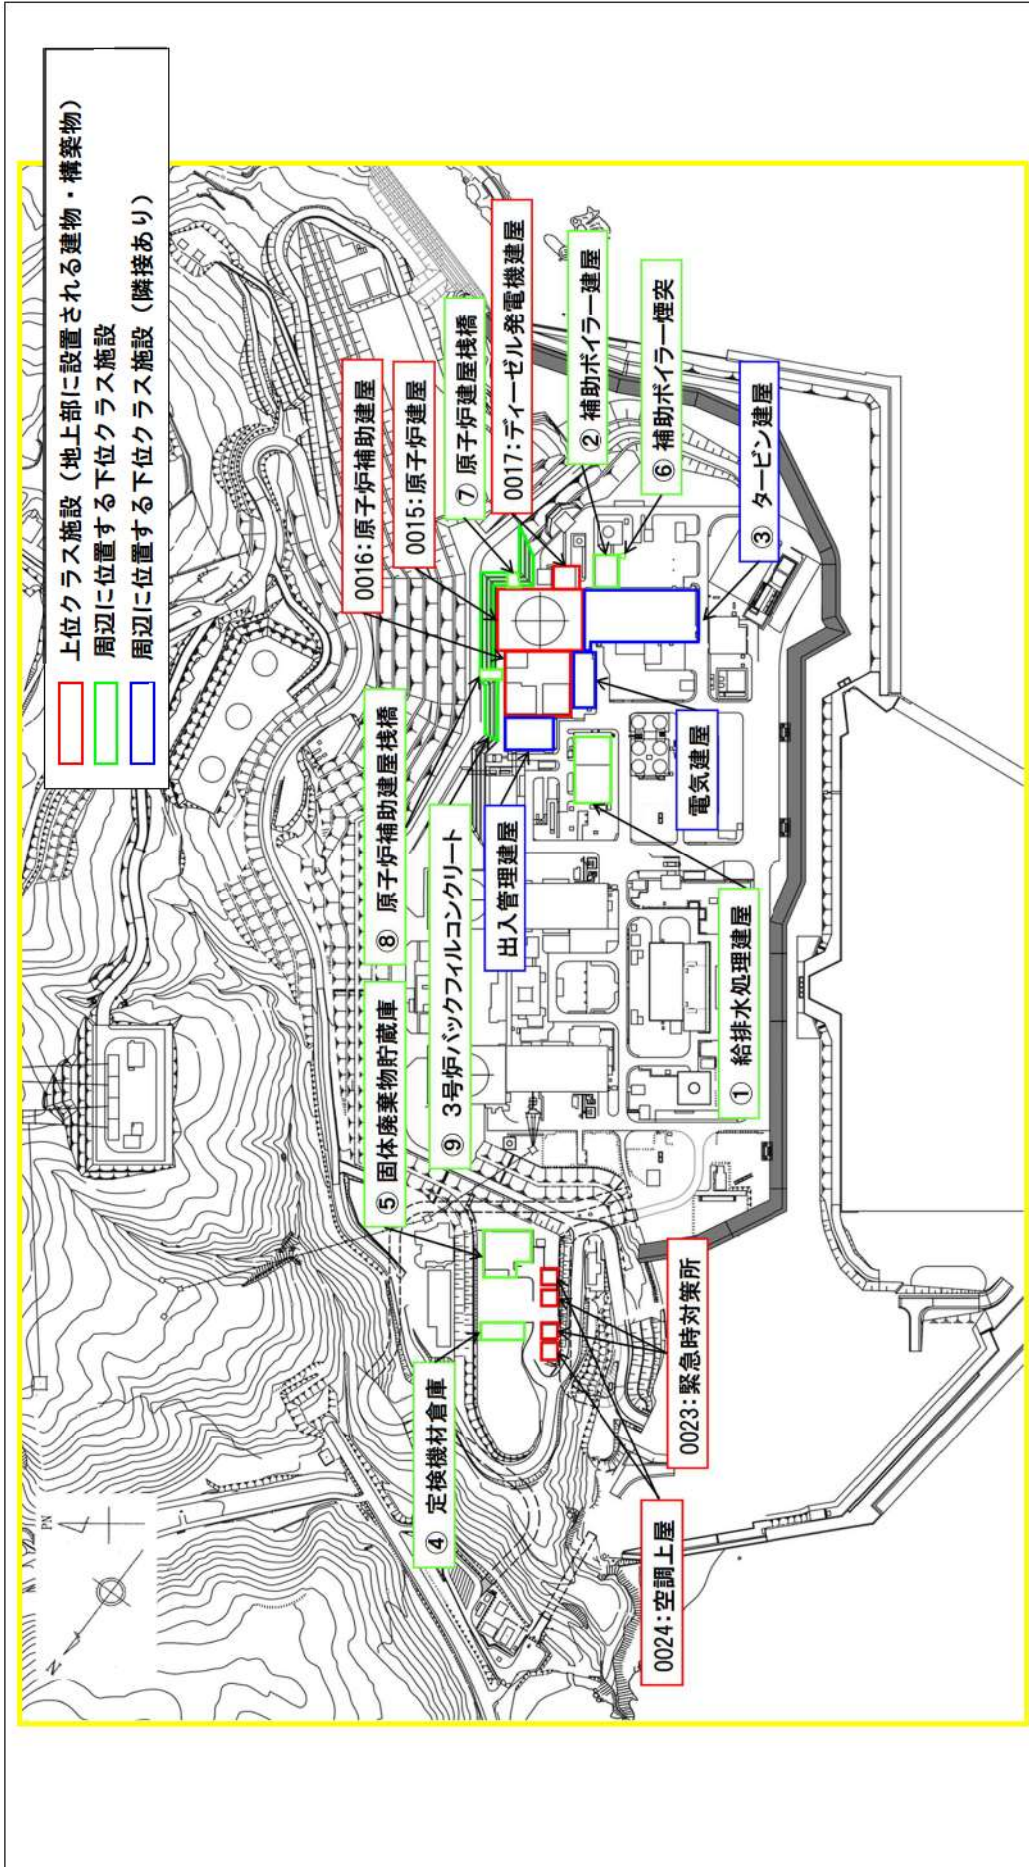 上位クラス施設（地上部に設置される建物・構築物）
周辺に位置する下位クラス施設
周辺に位置する下位クラス施設（隣接あり）
PN
N
0016：原子炉補助建屋
0015：原子炉建屋
⑦ 原子炉建屋桟橋
0017：ディーゼル発電機建屋
② 補助ボイラー建屋
⑥ 補助ボイラー煙突
③ タービン建屋
⑧ 原子炉補助建屋桟橋
⑨ 3号炉バックフィルコンクリート
出入管理建屋
電気建屋
⑤ 固体廃棄物貯蔵庫
① 給排水処理建屋
④ 定検機材倉庫
0023：緊急時対策所
0024：空調上屋